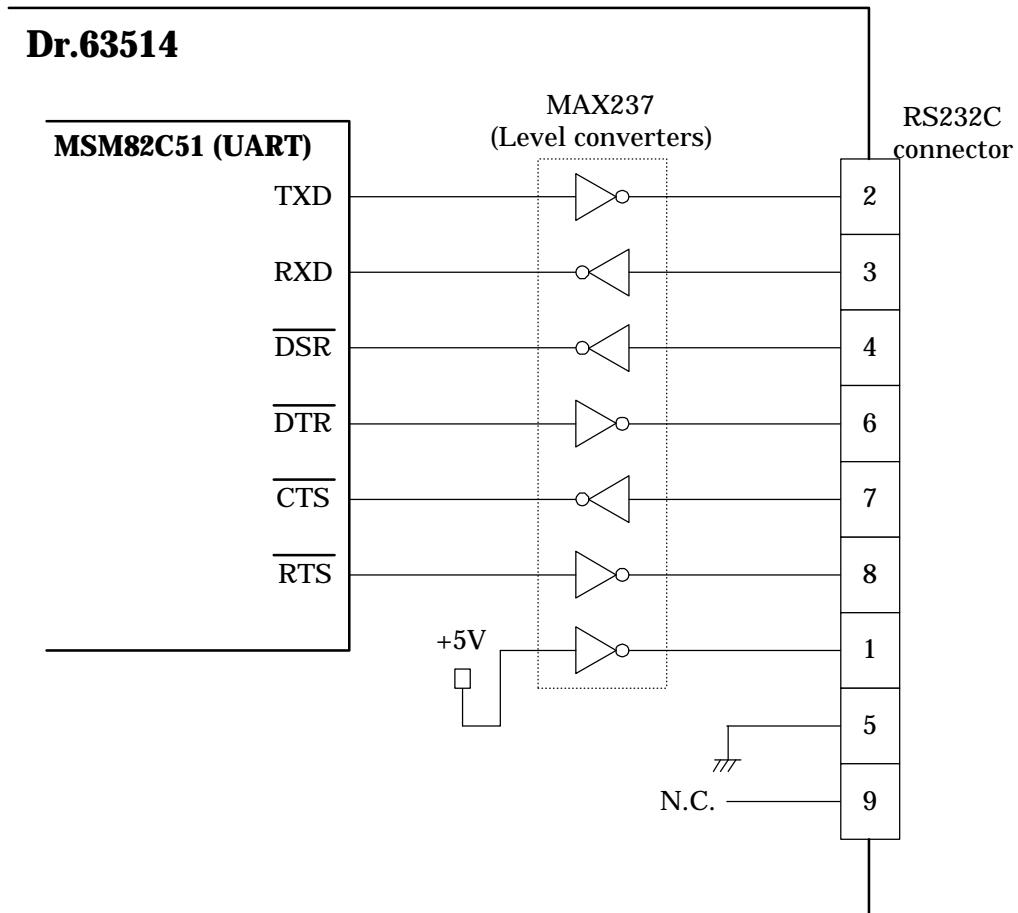 Dr.63514
MAX237
(Level converters)
RS232C
connector
MSM82C51 (UART)
TXD
2
RXD
3
DSR
4
DTR
6
CTS
7
RTS
8
+5V
1
5
N.C.
9